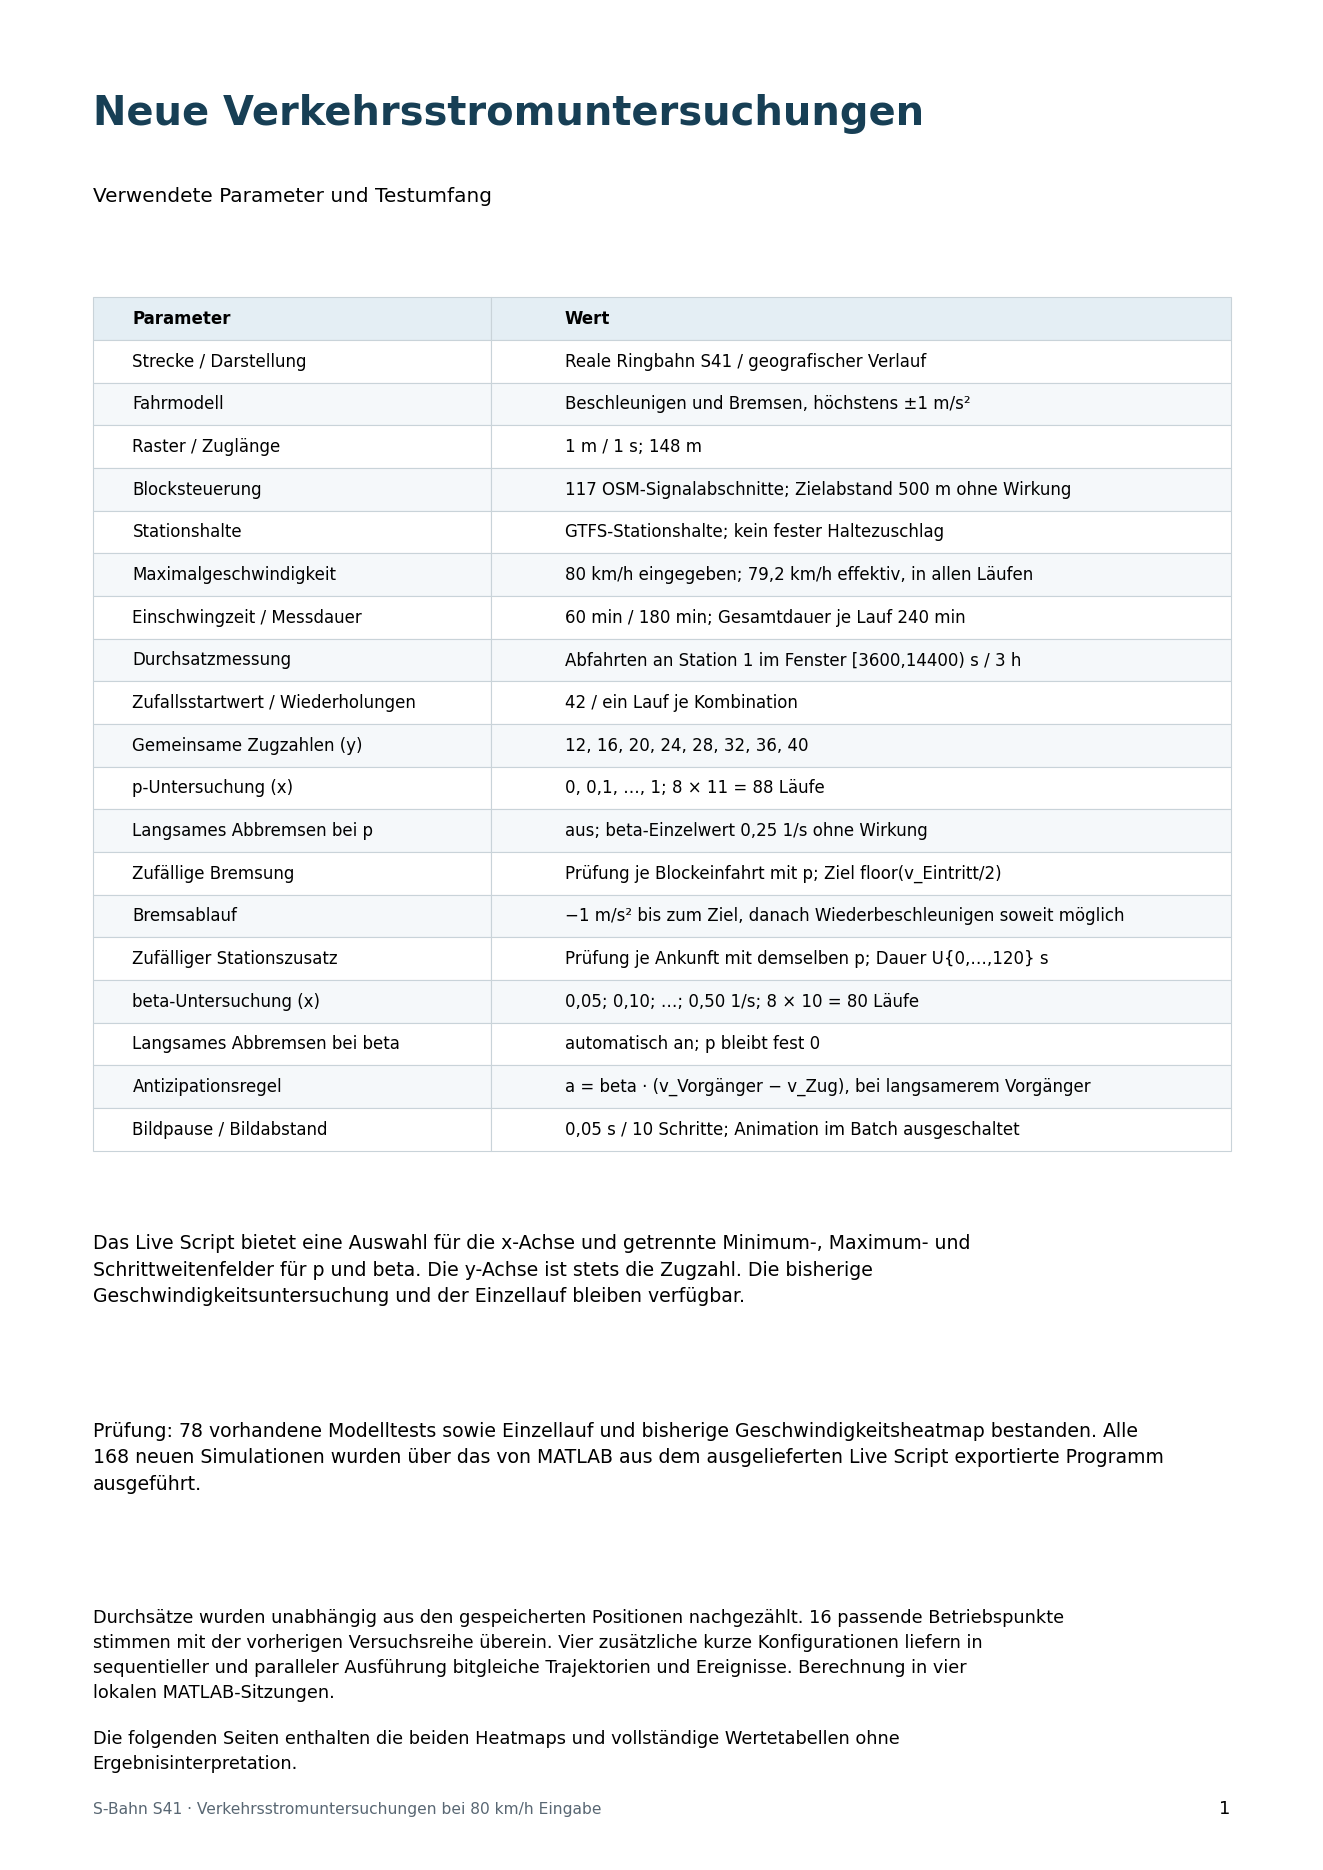 Neue Verkehrsstromuntersuchungen
Verwendete Parameter und Testumfang
Parameter Wert
Strecke / Darstellung Reale Ringbahn S41 / geografischer Verlauf
Fahrmodell Beschleunigen und Bremsen, höchstens ±1 m/s²
Raster / Zuglänge 1 m / 1 s; 148 m
Blocksteuerung 117 OSM-Signalabschnitte; Zielabstand 500 m ohne Wirkung
Stationshalte GTFS-Stationshalte; kein fester Haltezuschlag
Maximalgeschwindigkeit 80 km/h eingegeben; 79,2 km/h effektiv, in allen Läufen
Einschwingzeit / Messdauer 60 min / 180 min; Gesamtdauer je Lauf 240 min
Durchsatzmessung Abfahrten an Station 1 im Fenster [3600,14400) s / 3 h
Zufallsstartwert / Wiederholungen 42 / ein Lauf je Kombination
Gemeinsame Zugzahlen (y) 12, 16, 20, 24, 28, 32, 36, 40
p-Untersuchung (x) 0, 0,1, …, 1; 8 × 11 = 88 Läufe
Langsames Abbremsen bei p aus; beta-Einzelwert 0,25 1/s ohne Wirkung
Zufällige Bremsung Prüfung je Blockeinfahrt mit p; Ziel floor(v_Eintritt/2)
Bremsablauf −1 m/s² bis zum Ziel, danach Wiederbeschleunigen soweit möglich
Zufälliger Stationszusatz Prüfung je Ankunft mit demselben p; Dauer U{0,…,120} s
beta-Untersuchung (x) 0,05; 0,10; …; 0,50 1/s; 8 × 10 = 80 Läufe
Langsames Abbremsen bei beta automatisch an; p bleibt fest 0
Antizipationsregel a = beta · (v_Vorgänger − v_Zug), bei langsamerem Vorgänger
Bildpause / Bildabstand 0,05 s / 10 Schritte; Animation im Batch ausgeschaltet
Das Live Script bietet eine Auswahl für die x-Achse und getrennte Minimum-, Maximum- und
Schrittweitenfelder für p und beta. Die y-Achse ist stets die Zugzahl. Die bisherige
Geschwindigkeitsuntersuchung und der Einzellauf bleiben verfügbar.
Prüfung: 78 vorhandene Modelltests sowie Einzellauf und bisherige Geschwindigkeitsheatmap bestanden. Alle
168 neuen Simulationen wurden über das von MATLAB aus dem ausgelieferten Live Script exportierte Programm
ausgeführt.
Durchsätze wurden unabhängig aus den gespeicherten Positionen nachgezählt. 16 passende Betriebspunkte
stimmen mit der vorherigen Versuchsreihe überein. Vier zusätzliche kurze Konfigurationen liefern in
sequentieller und paralleler Ausführung bitgleiche Trajektorien und Ereignisse. Berechnung in vier
lokalen MATLAB-Sitzungen.
Die folgenden Seiten enthalten die beiden Heatmaps und vollständige Wertetabellen ohne
Ergebnisinterpretation.
S-Bahn S41 · Verkehrsstromuntersuchungen bei 80 km/h Eingabe 1